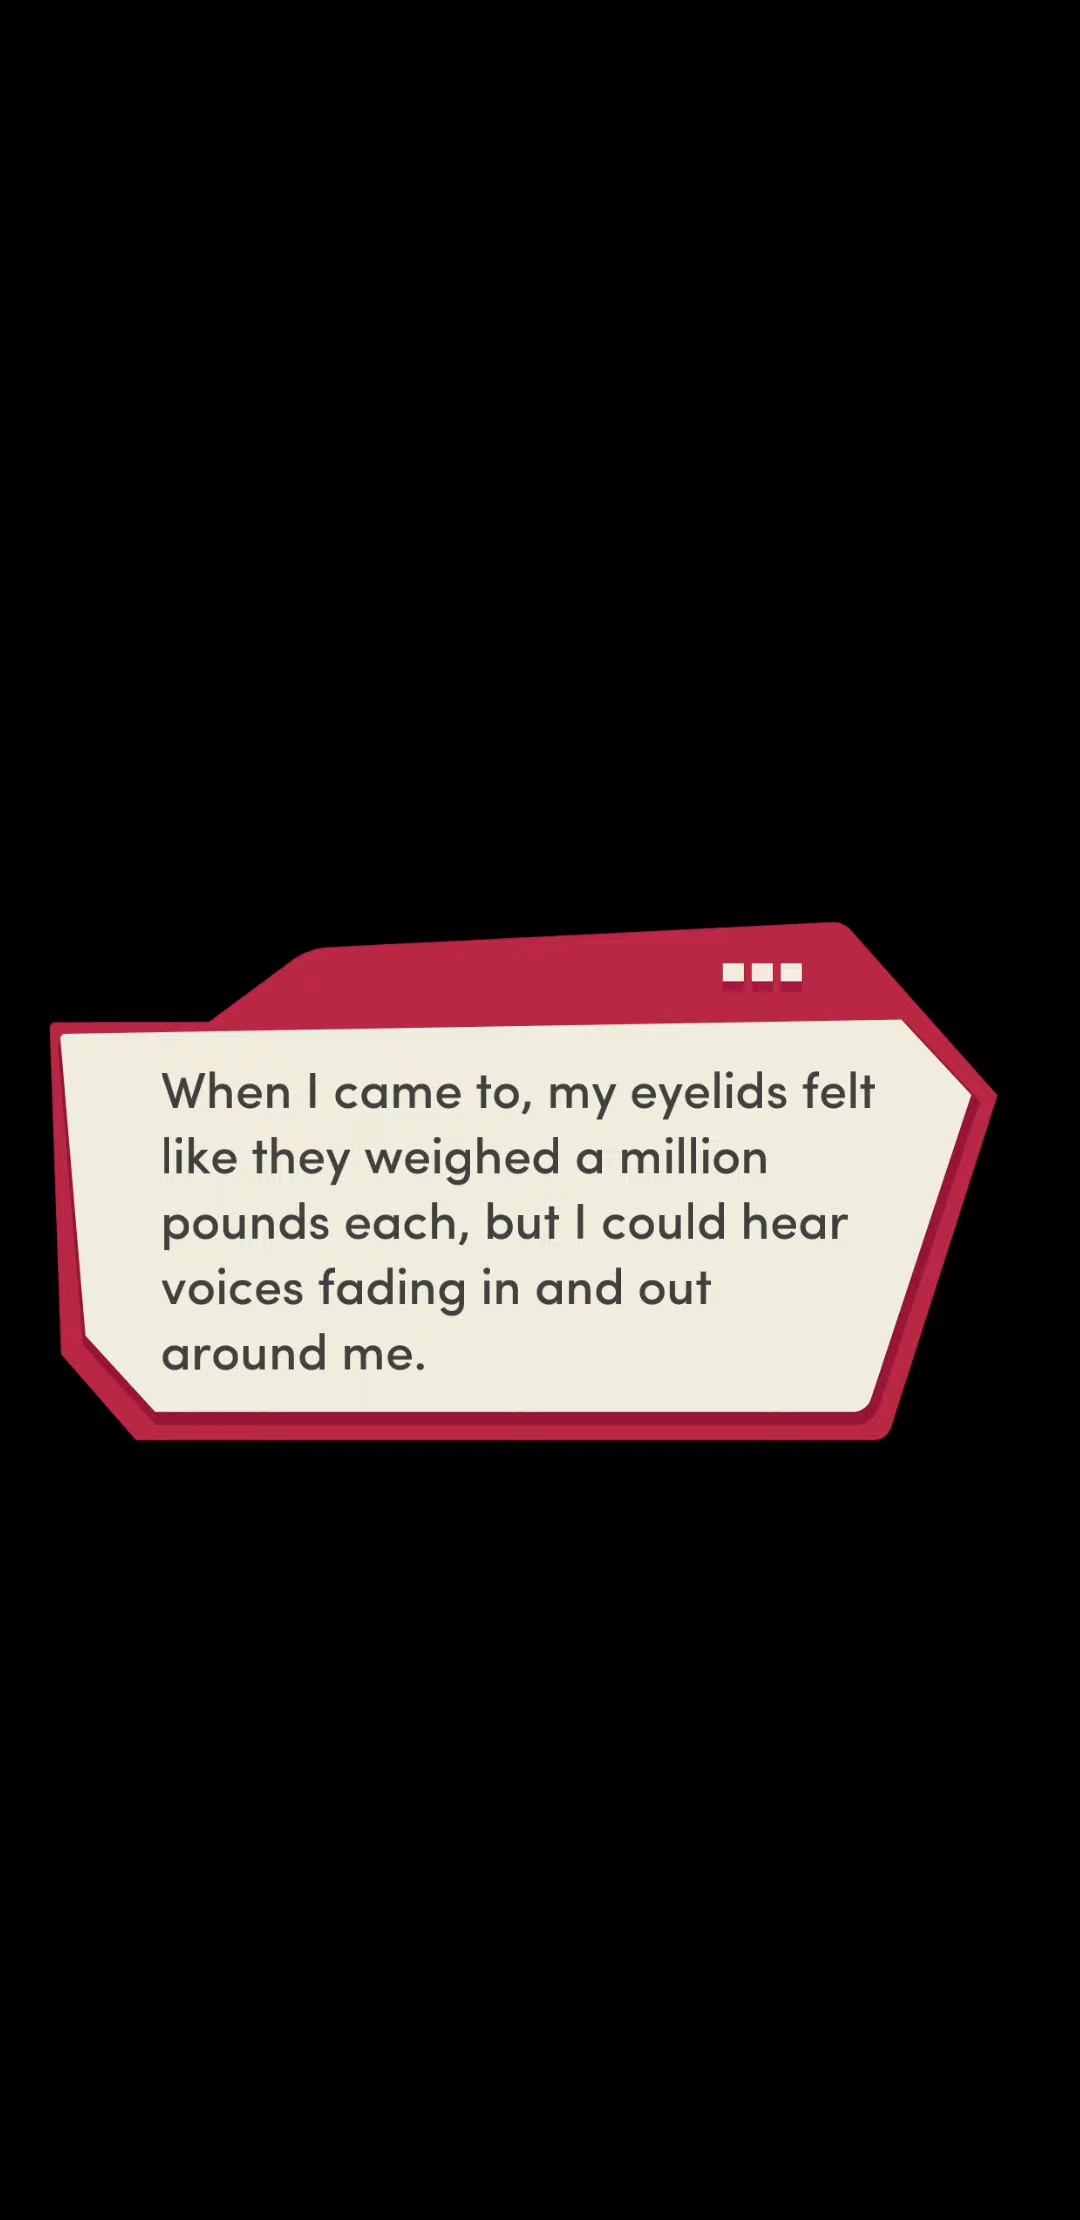 When I came to, my eyelids felt
like they weighed a million
pounds each, but I could hear
voices fading in and out
around me.